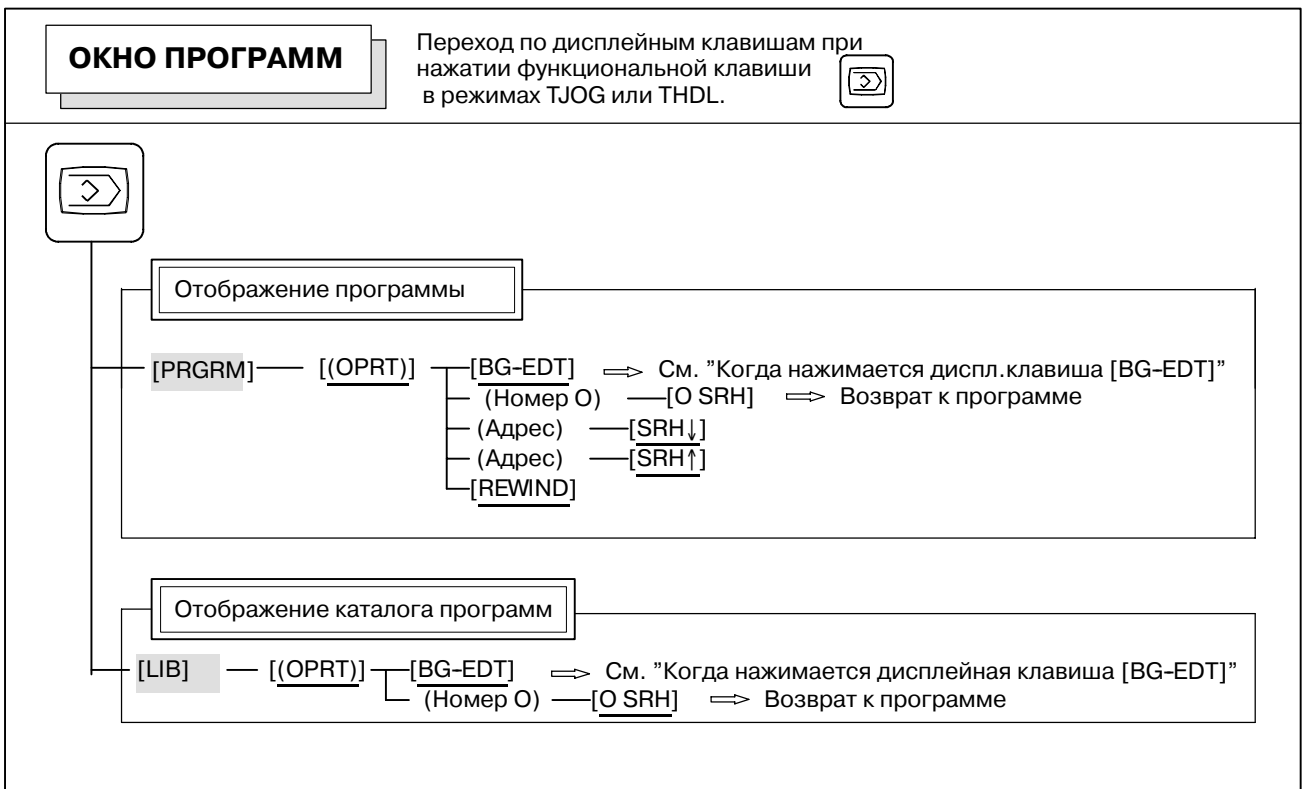 ОКНО ПРОГРАММ
Переход по дисплейным клавишам при
нажатии функциональной клавиши
в режимах TJOG или THDL.
Отображение программы
[PRGRM] [(OPRT)] [BG-EDT] См. "Когда нажимается диспл.клавиша [BG-EDT]"
(Номер O) [O SRH] Возврат к программе
(Адрес) [SRH↓]
(Адрес) [SRH↑]
[REWIND]
Отображение каталога программ
[LIB] [(OPRT)] [BG-EDT] См. "Когда нажимается дисплейная клавиша [BG-EDT]"
(Номер O) [O SRH] Возврат к программе